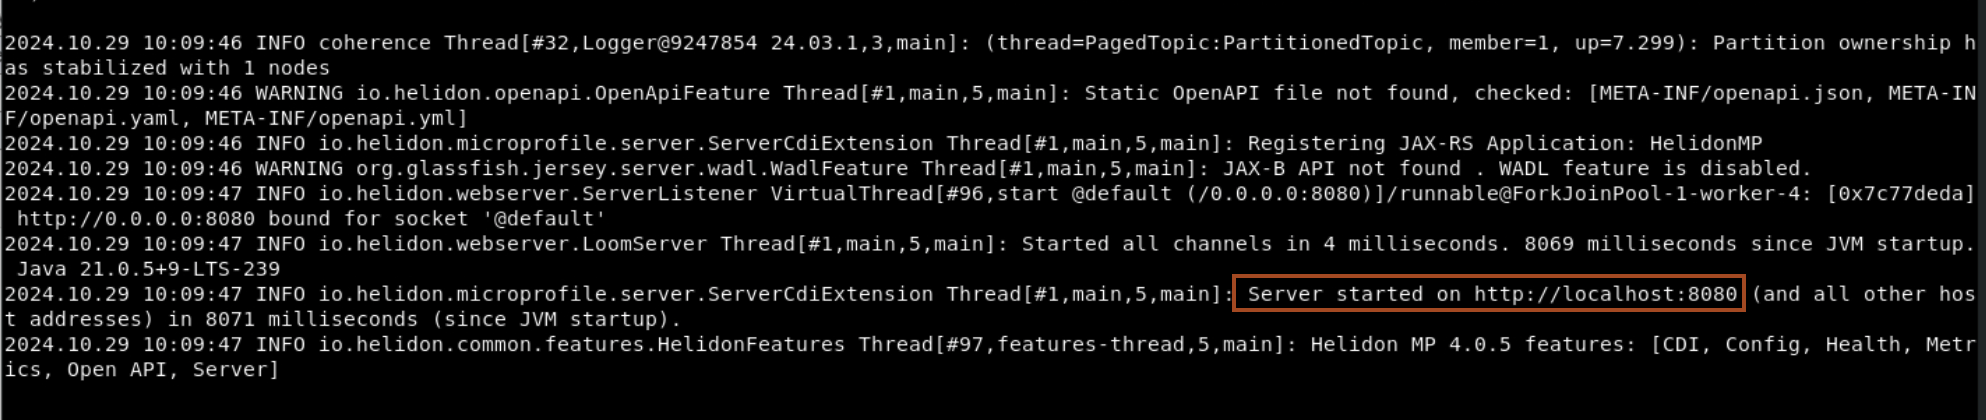 2024.10.29 10:09:46 INFO coherence Thread[#32,Logger@9247854 24.03.1,3,main]: (thread=PagedTopic:PartitionedTopic, member=1, up=7.299): Partition ownership h
as stabilized with 1 nodes
2024.10.29 10:09:46 WARNING io.helidon.openapi.OpenApiFeature Thread[#1,main,5,main]: Static OpenAPI file not found, checked: [META-INF/openapi.json, META-IN
F/openapi.yaml, META-INF/openapi.yml]
2024.10.29 10:09:46 INFO io.helidon.microprofile.server.ServerCdiExtension Thread[#1,main,5,main]: Registering JAX-RS Application: HelidonMP
2024.10.29 10:09:46 WARNING org.glassfish.jersey.server.wadl.WadlFeature Thread[#1,main,5,main]: JAX-B API not found . WADL feature is disabled.
2024.10.29 10:09:47 INFO io.helidon.webserver.ServerListener VirtualThread[#96,start @default (/0.0.0.0:8080)]/runnable@ForkJoinPool-1-worker-4: [0x7c77deda]
 http://0.0.0.0:8080 bound for socket '@default'
2024.10.29 10:09:47 INFO io.helidon.webserver.LoomServer Thread[#1,main,5,main]: Started all channels in 4 milliseconds. 8069 milliseconds since JVM startup.
 Java 21.0.5+9-LTS-239
2024.10.29 10:09:47 INFO io.helidon.microprofile.server.ServerCdiExtension Thread[#1,main,5,main]: Server started on http://localhost:8080 (and all other hos
t addresses) in 8071 milliseconds (since JVM startup).
2024.10.29 10:09:47 INFO io.helidon.common.features.HelidonFeatures Thread[#97,features-thread,5,main]: Helidon MP 4.0.5 features: [CDI, Config, Health, Metr
ics, Open API, Server]